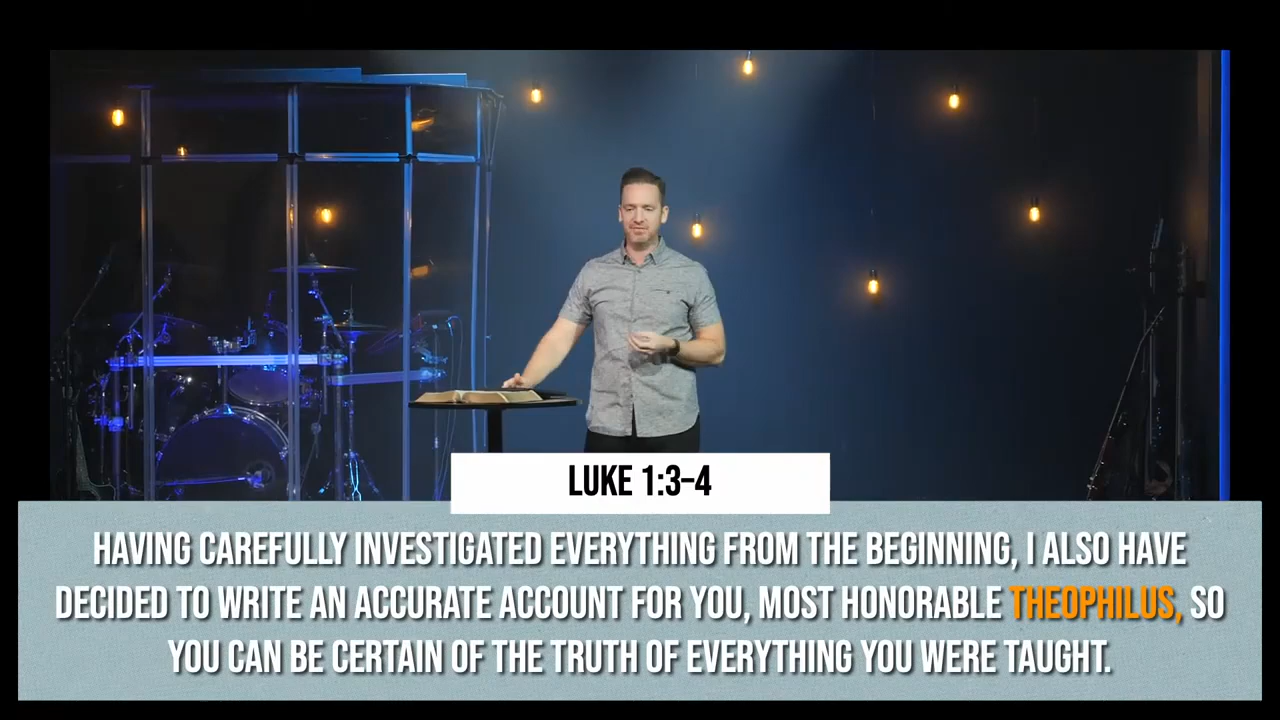 LUKE 1:3-4
HAVING CAREFULLY INVESTIGATED EVERYTHING FROM THE BEGINNING, I ALSO HAVE
DECIDED TO WRITE AN ACCURATE ACCOUNT FOR YOU, MOST HONORABLE THEOPHILUS, SO
YOU CAN BE CERTAIN OF THE TRUTH OF EVERYTHING YOU WERE TAUGHT.